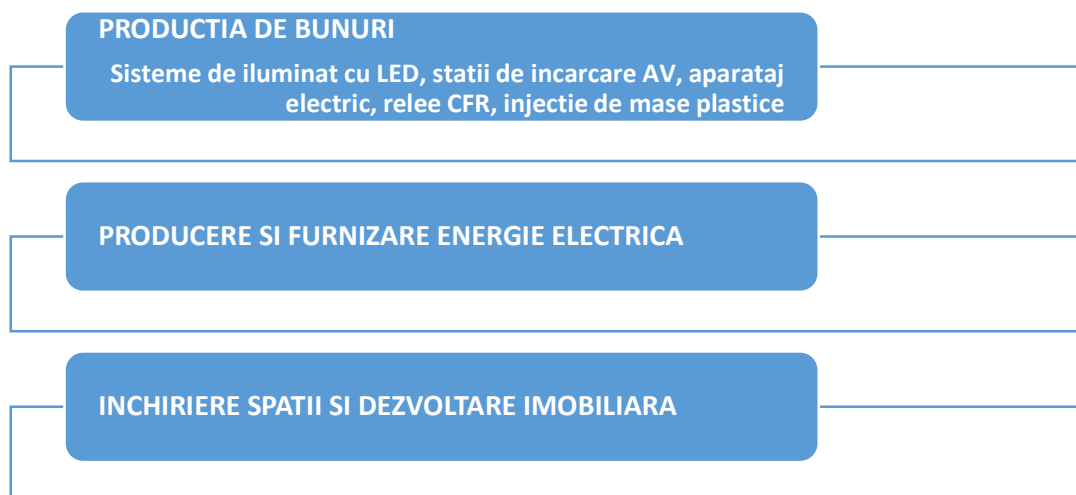 PRODUCTIA DE BUNURI
Sisteme de iluminat cu LED, statii de incarcare AV, aparataj
electric, relee CFR, injectie de mase plastice
PRODUCERE SI FURNIZARE ENERGIE ELECTRICA
INCHIRIERE SPATII SI DEZVOLTARE IMOBILIARA